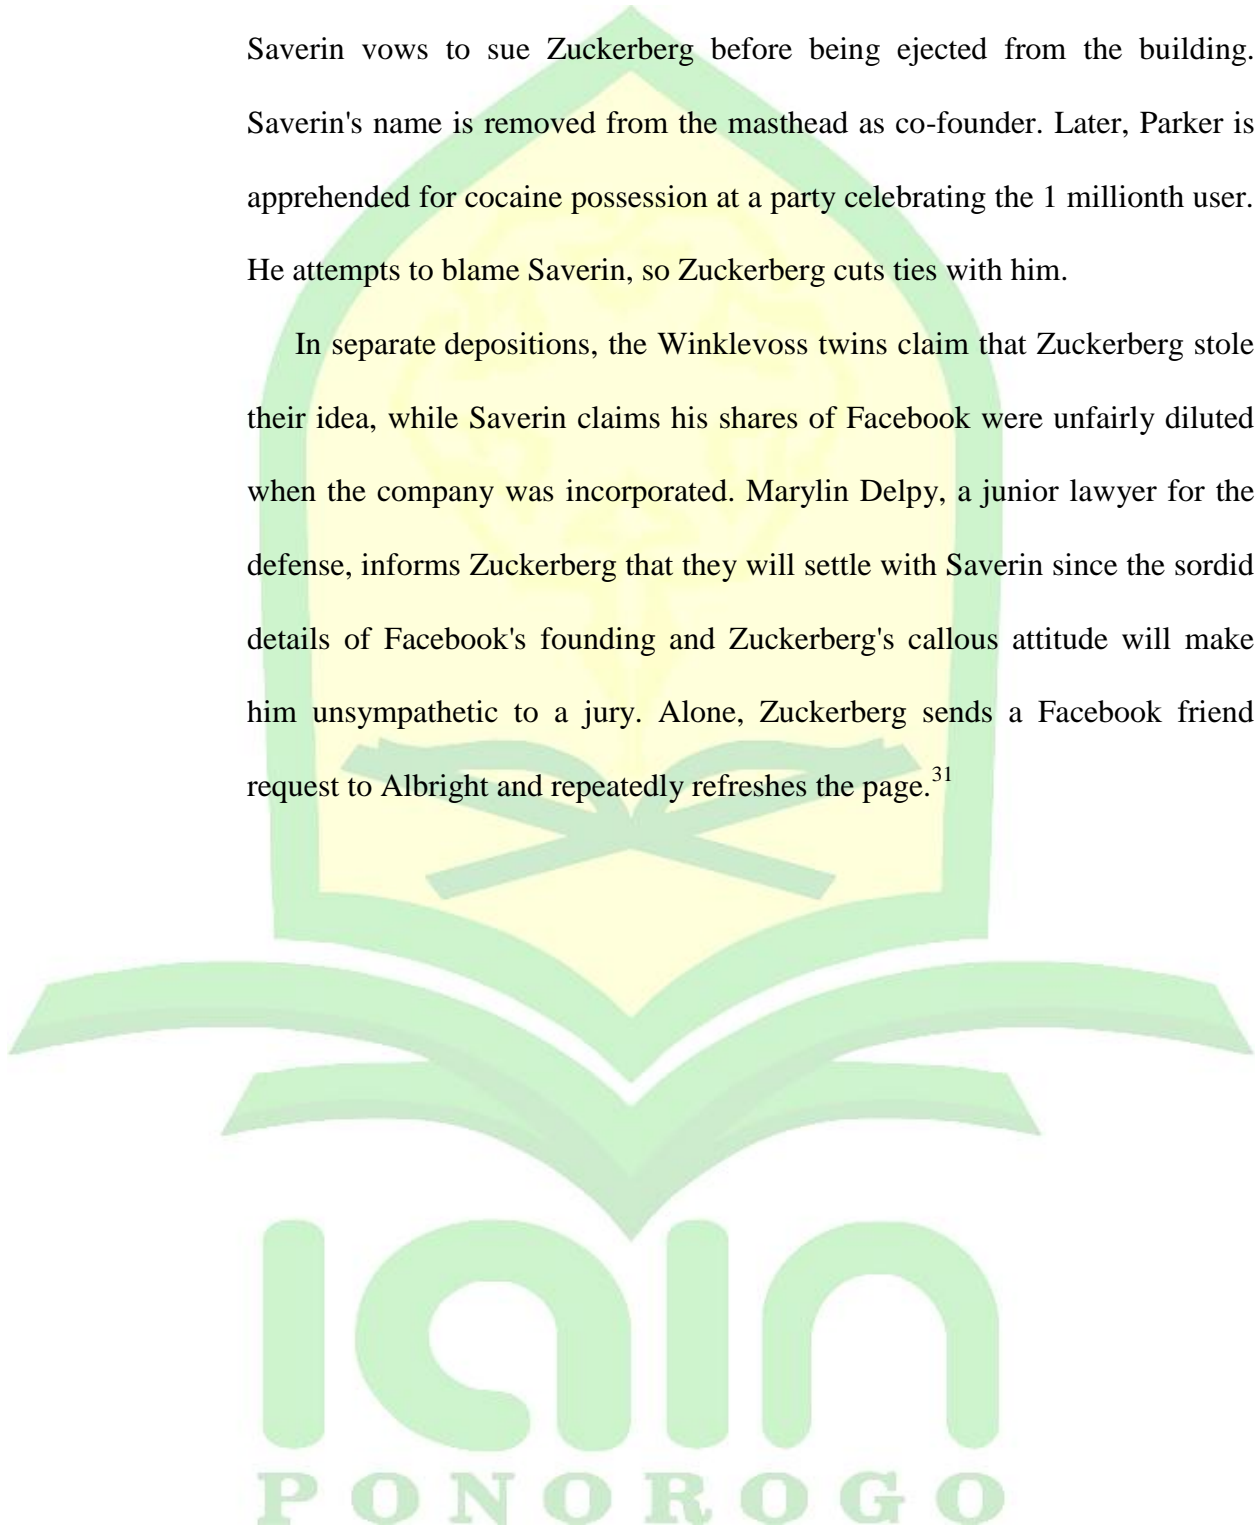 Saverin vows to sue Zuckerberg before being ejected from the building.
Saverin's name is removed from the masthead as co-founder. Later, Parker is
apprehended for cocaine possession at a party celebrating the 1 millionth user.
He attempts to blame Saverin, so Zuckerberg cuts ties with him.
In separate depositions, the Winklevoss twins claim that Zuckerberg stole
their idea, while Saverin claims his shares of Facebook were unfairly diluted
when the company was incorporated. Marylin Delpy, a junior lawyer for the
defense, informs Zuckerberg that they will settle with Saverin since the sordid
details of Facebook's founding and Zuckerberg's callous attitude will make
him unsympathetic to a jury. Alone, Zuckerberg sends a Facebook friend
request to Albright and repeatedly refreshes the page.31
iain
PONOROGO